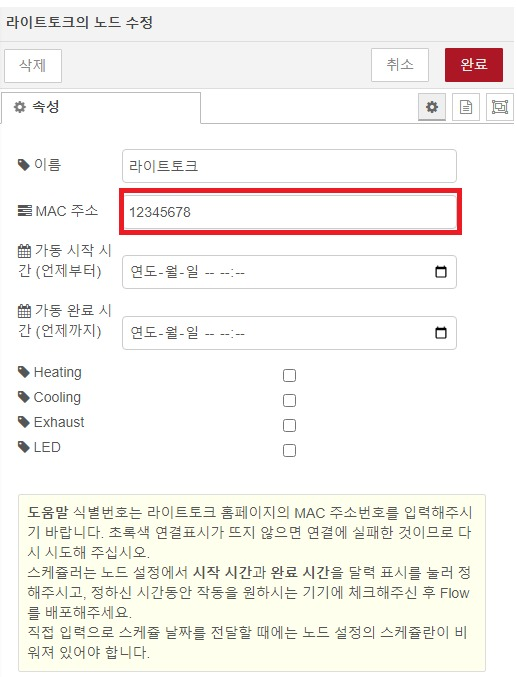 라이트토크의 노드 수정
삭제
취소
완료
속성
이름
라이트토크
MAC 주소
12345678
가동 시작 시
간 (언제부터)
연도-월-일 -- --:--
가동 완료 시
간 (언제까지)
연도-월-일 -- --:--
Heating
Cooling
Exhaust
LED
도움말 식별번호는 라이트토크 홈페이지의 MAC 주소번호를 입력해주시
기 바랍니다. 초록색 연결표시가 뜨지 않으면 연결에 실패한 것이므로 다
시 시도해 주십시오.
스케쥴러는 노드 설정에서 시작 시간과 완료 시간을 달력 표시를 눌러 정
해주시고, 정하신 시간동안 작동을 원하시는 기기에 체크해주신 후 Flow
를 배포해주세요.
직접 입력으로 스케쥴 날짜를 전달할 때에는 노드 설정의 스케쥴란이 비
워져 있어야 합니다.